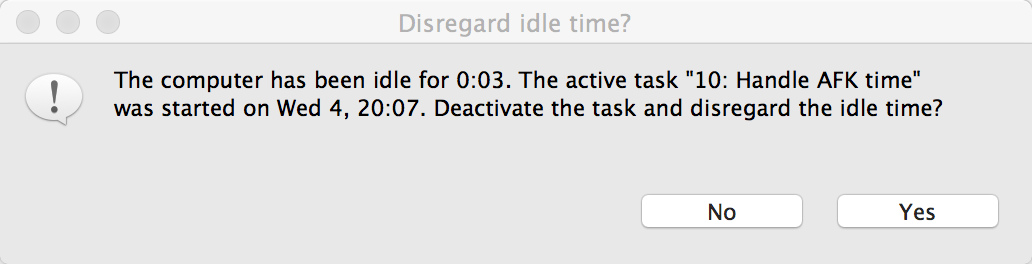 Disregard idle time?
The computer has been idle for 0:03. The active task "10: Handle AFK time"
was started on Wed 4, 20:07. Deactivate the task and disregard the idle time?
No
Yes